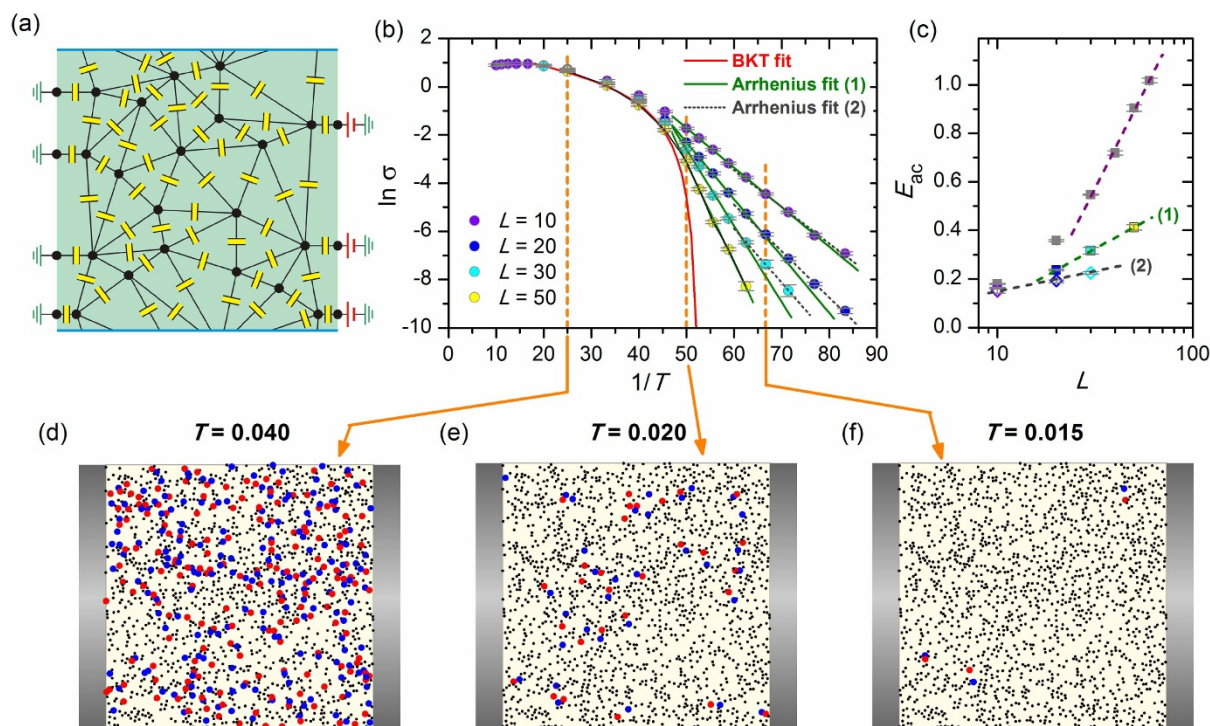 (a)
(b)
2
0
-2
-4
-6
-8
-10
ln σ
0 10 20 30 40 50 60 70 80 90
1/T
BKT fit
Arrhenius fit (1)
Arrhenius fit (2)
L = 10
L = 20
L = 30
L = 50
(c)
1.0
0.8
0.6
0.4
0.2
0.0
E_ac
10 100
L
(1)
(2)
(d)
T = 0.040
(e)
T = 0.020
(f)
T = 0.015